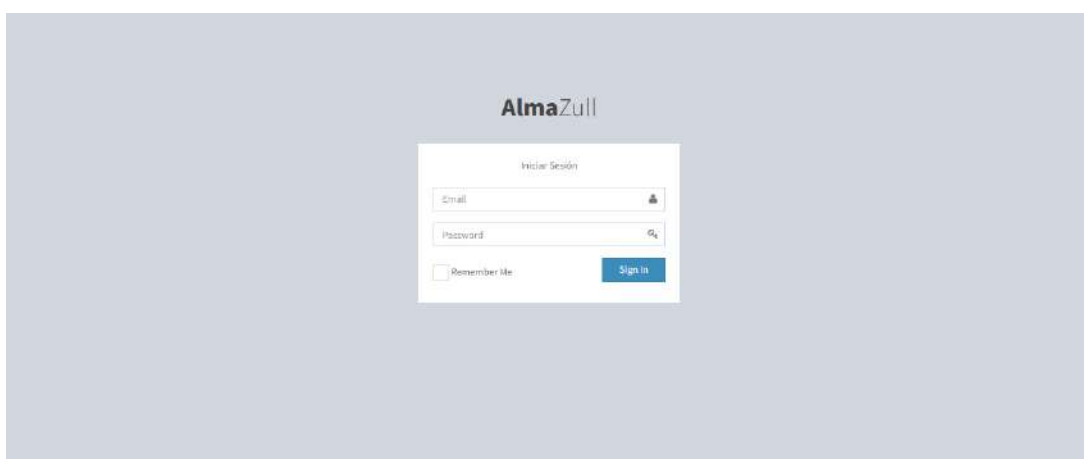 AlmaZull
Iniciar Sesión
Email
Password
Remember Me
Sign In